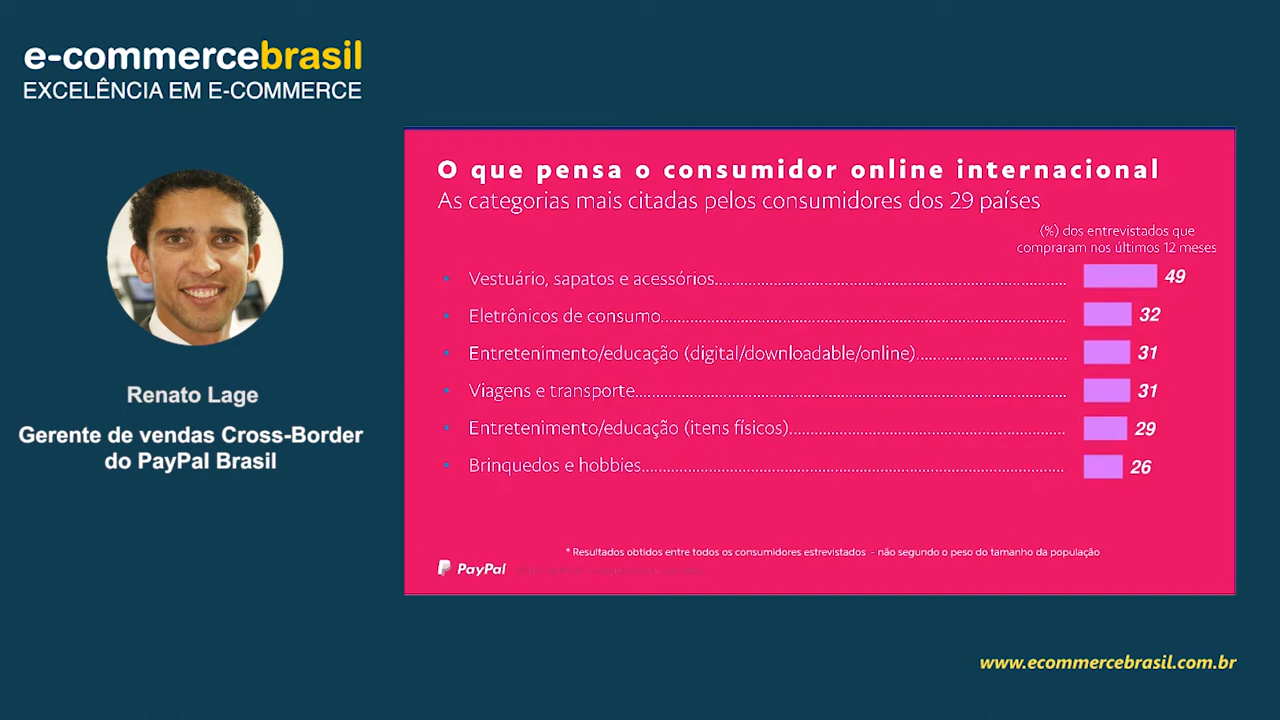 e-commercebrasil
EXCELÊNCIA EM E-COMMERCE
Renato Lage
Gerente de vendas Cross-Border
do PayPal Brasil
O que pensa o consumidor online internacional
As categorias mais citadas pelos consumidores dos 29 países
(%) dos entrevistados que
compraram nos últimos 12 meses
• Vestuário, sapatos e acessórios 49
• Eletrônicos de consumo 32
• Entretenimento/educação (digital/downloadable/online) 31
• Viagens e transporte 31
• Entretenimento/educação (itens físicos) 29
• Brinquedos e hobbies 26
* Resultados obtidos entre todos os consumidores estrevistados - não segundo o peso do tamanho da população
PayPal
www.ecommercebrasil.com.br